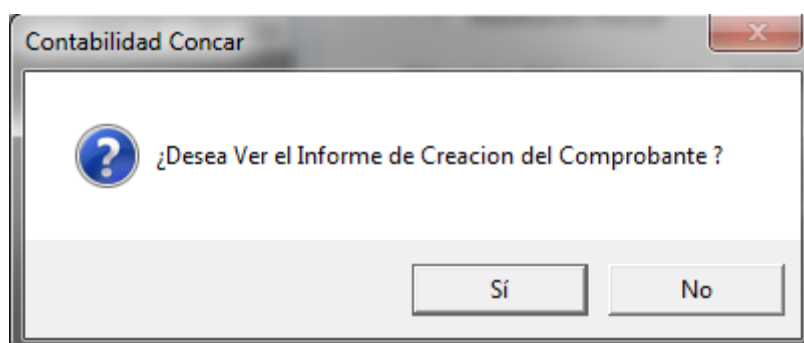 Contabilidad Concar
¿Desea Ver el Informe de Creacion del Comprobante ?
Sí
No